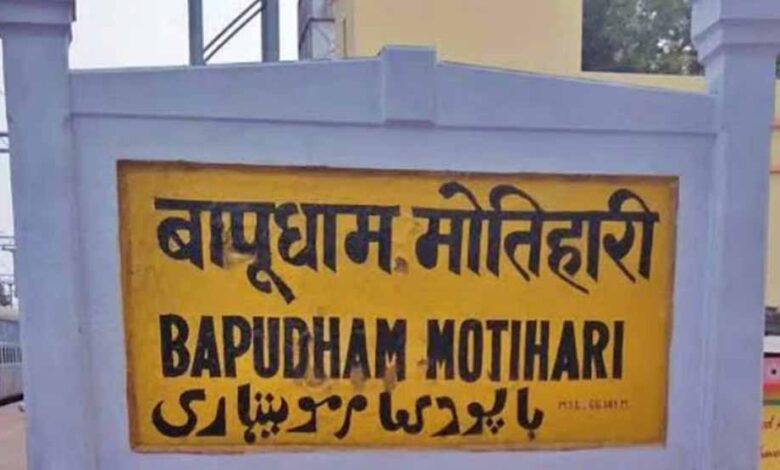 बापूधाम मोतिहारी
BAPUDHAM MOTIHARI
باپودھام موتیہاری